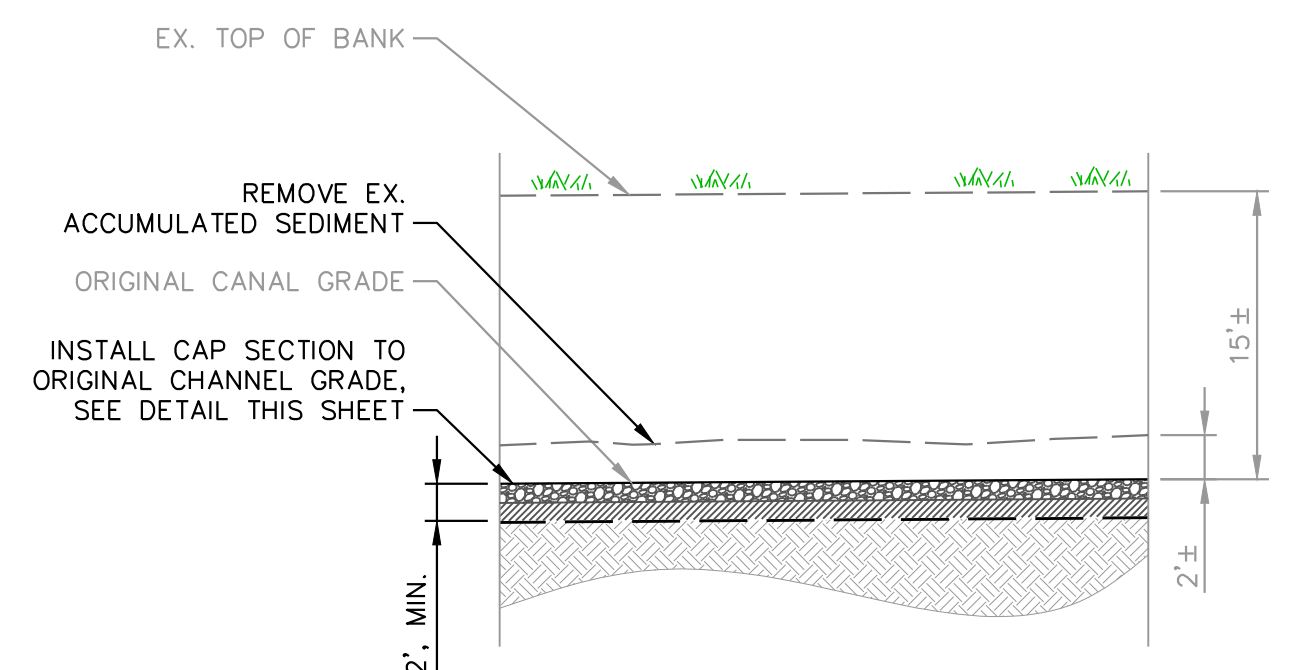 EX. TOP OF BANK
REMOVE EX.
ACCUMULATED SEDIMENT
ORIGINAL CANAL GRADE
INSTALL CAP SECTION TO
ORIGINAL CHANNEL GRADE,
SEE DETAIL THIS SHEET
15'±
2'±
2', MIN.